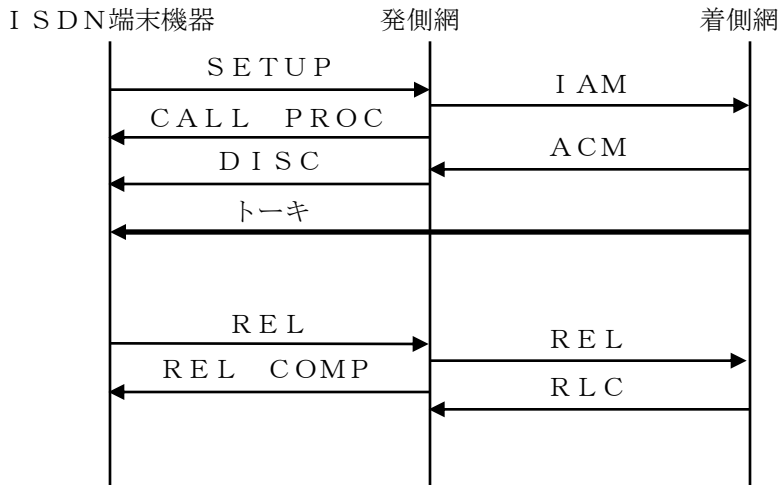 ＩＳＤＮ端末機器 発側網 着側網
ＳＥＴＵＰ
ＩＡＭ
ＣＡＬＬ　ＰＲＯＣ
ＡＣＭ
ＤＩＳＣ
トーキ
ＲＥＬ
ＲＥＬ
ＲＥＬ　ＣＯＭＰ
ＲＬＣ